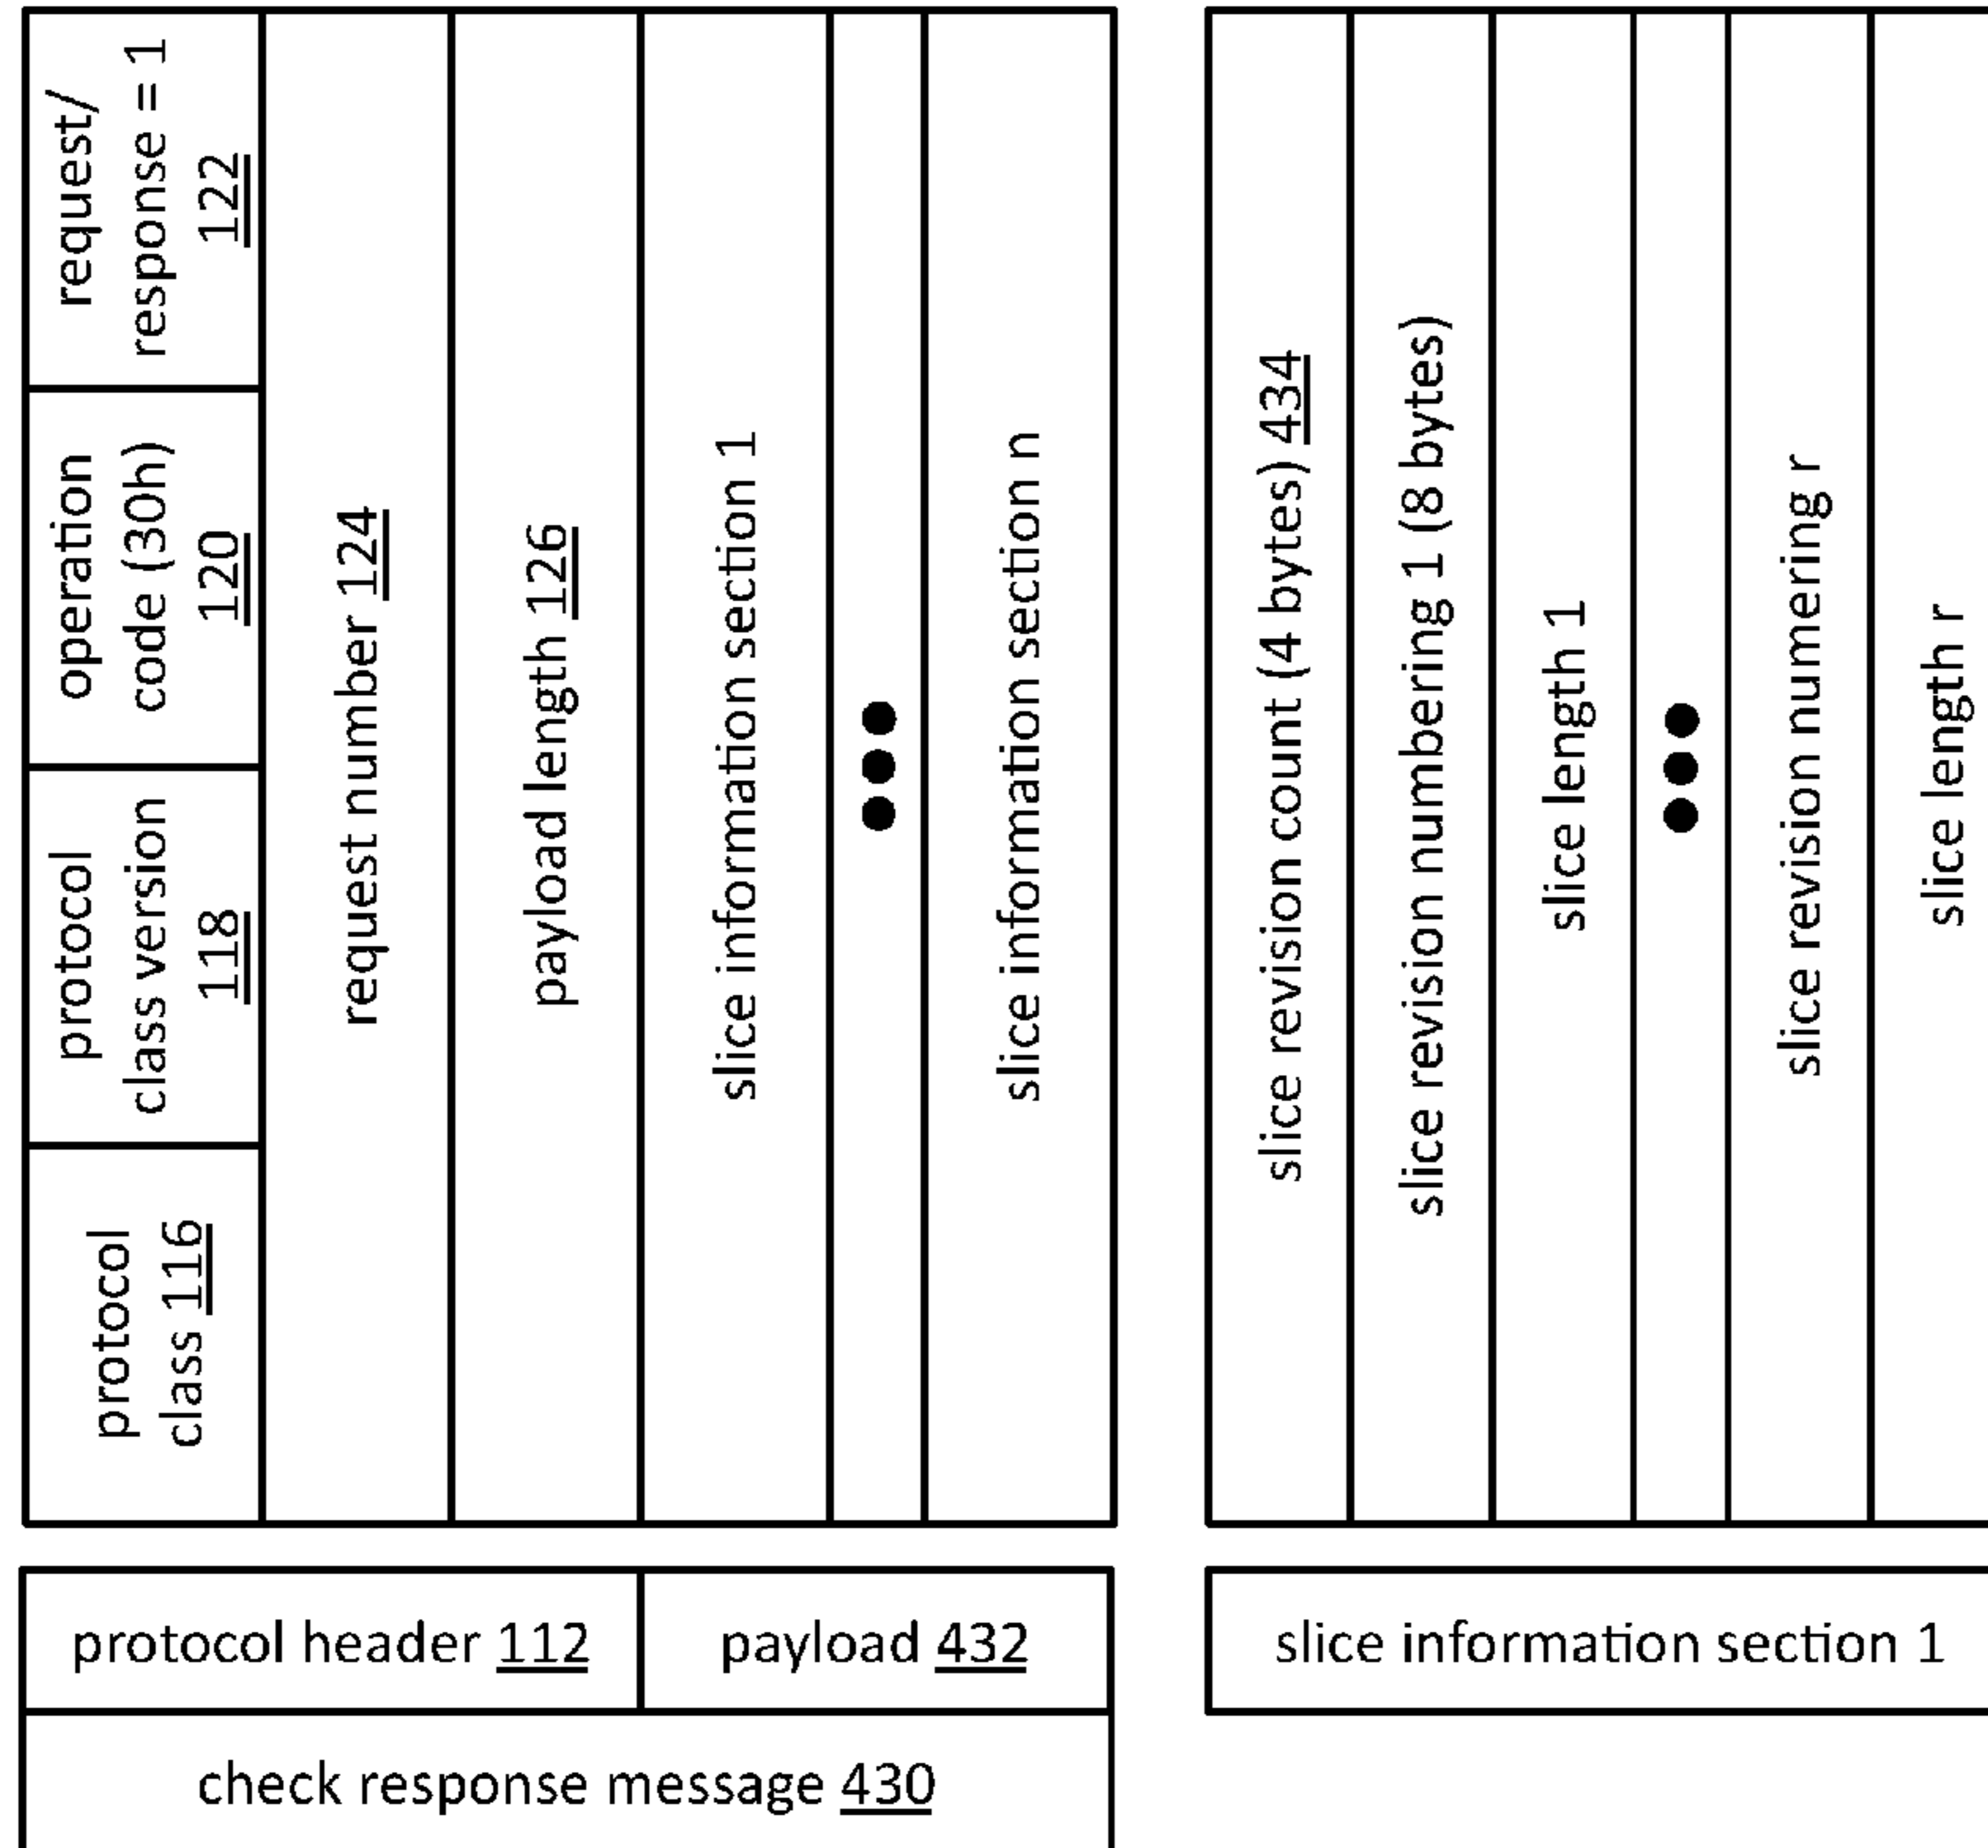 protocol
class 116
protocol
class version
118
operation
code (30h)
120
request/
response = 1
122
request number 124
payload length 126
slice information section 1
slice information section n
slice revision count (4 bytes) 434
slice revision numbering 1 (8 bytes)
slice length 1
slice revision numering r
slice length r
protocol header 112
payload 432
check response message 430
slice information section 1